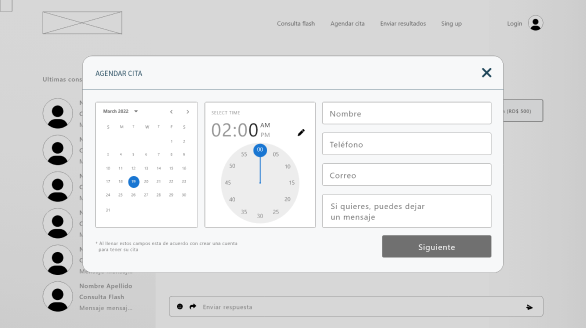 Consulta flash
Agendar cita
Enviar resultados
Sing up
Login
Ultimas cons
AGENDAR CITA
March 2022
S M T W T F S
1 2
3 4 5 6 7 8 9
10 11 12 13 14 15 16
17 18 19 20 21 22 23
24 25 26 27 28 29 30
31
SELECT TIME
02:00 AM
PM
00
05
10
15
20
25
30
35
40
45
50
55
Nombre
Teléfono
Correo
Si quieres, puedes dejar
un mensaje
Siguiente
* Al llenar estos campos esta de acuerdo con crear una cuenta
para tener su cita
(RD$ 500)
Nombre Apellido
Consulta Flash
Mensaje mensaj...
Enviar respuesta